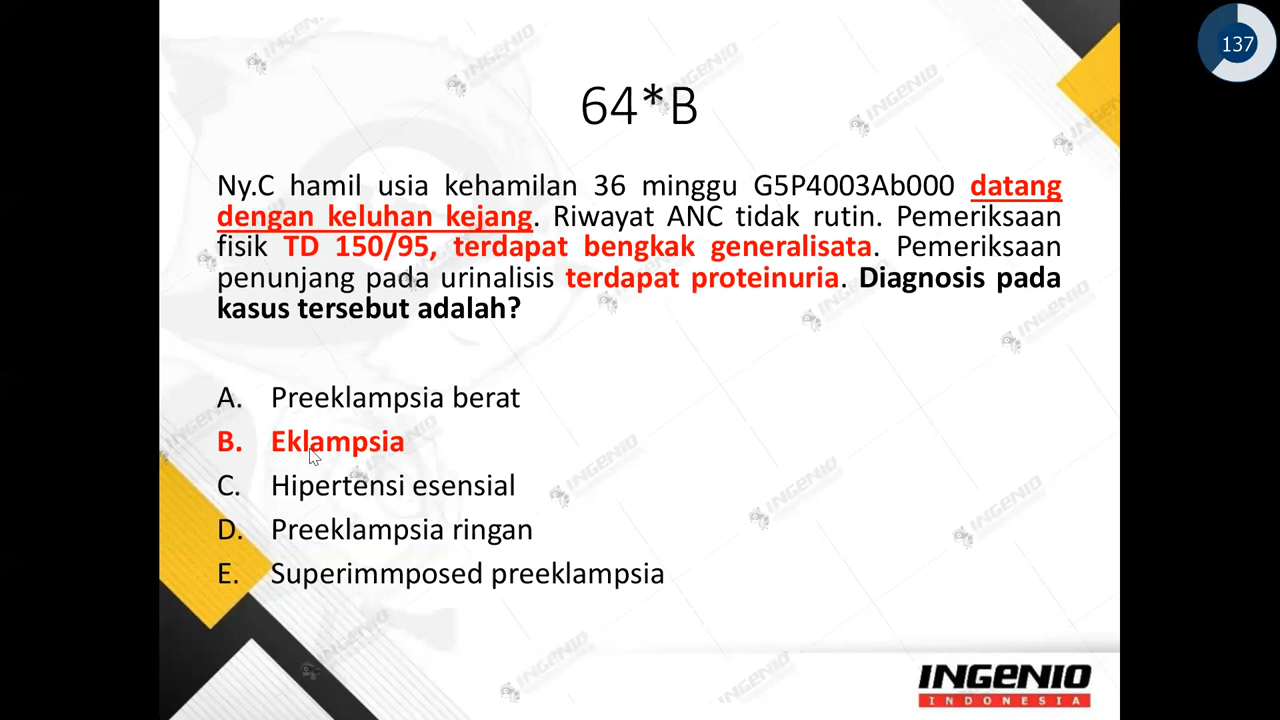 137
64*B
Ny.C hamil usia kehamilan 36 minggu G5P4003Ab000 datang
dengan keluhan kejang. Riwayat ANC tidak rutin. Pemeriksaan
fisik TD 150/95, terdapat bengkak generalisata. Pemeriksaan
penunjang pada urinalisis terdapat proteinuria. Diagnosis pada
kasus tersebut adalah?
A. Preeklampsia berat
B. Eklampsia
C. Hipertensi esensial
D. Preeklampsia ringan
E. Superimmposed preeklampsia
INGENIO
INDONESIA